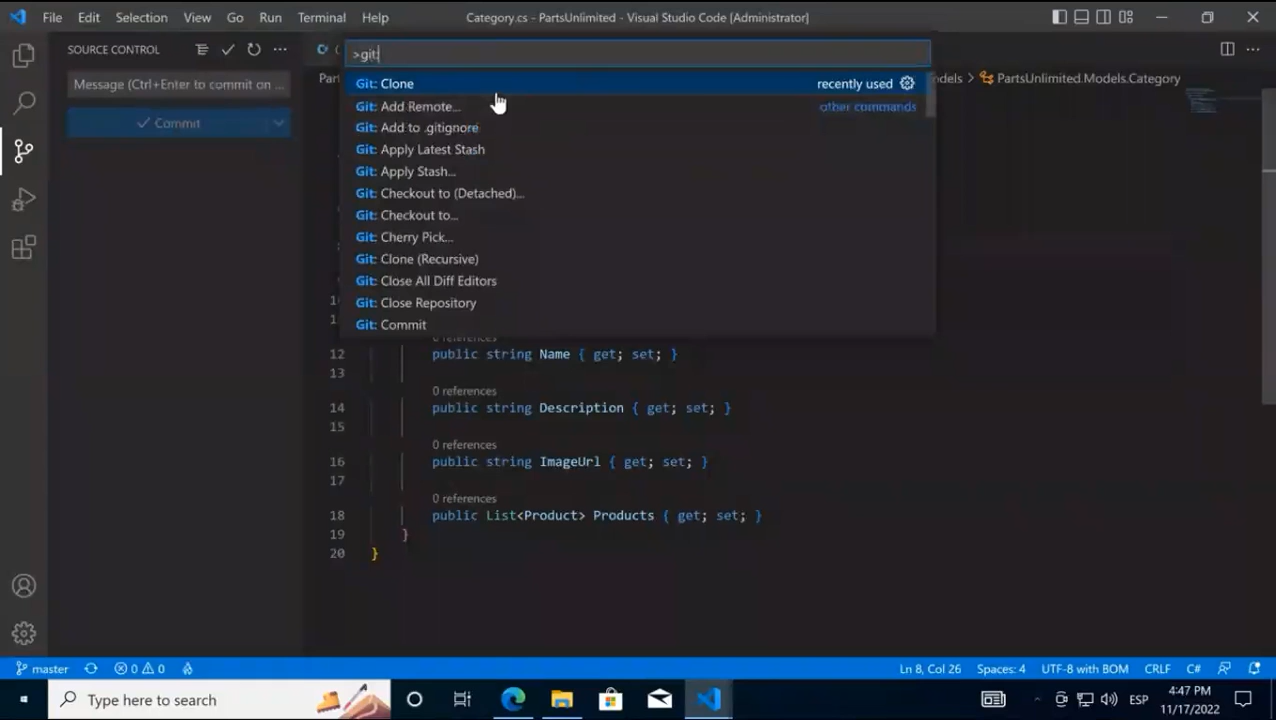 File Edit Selection View Go Run Terminal Help
Category.cs - PartsUnlimited - Visual Studio Code [Administrator]
SOURCE CONTROL
>git:
Message (Ctrl+Enter to commit on ...
Commit
Git: Clone
recently used
Git: Add Remote...
other commands
Git: Add to .gitignore
Git: Apply Latest Stash
Git: Apply Stash...
Git: Checkout to (Detached)...
Git: Checkout to...
Git: Cherry Pick...
Git: Clone (Recursive)
Git: Close All Diff Editors
Git: Close Repository
Git: Commit
PartsUnlimited.Models.Category
0 references
12 public string Name { get; set; }
13
0 references
14 public string Description { get; set; }
15
0 references
16 public string ImageUrl { get; set; }
17
0 references
18 public List<Product> Products { get; set; }
19 }
20 }
master
0 0
Ln 8, Col 26
Spaces: 4
UTF-8 with BOM
CRLF
C#
Type here to search
ESP
4:47 PM
11/17/2022